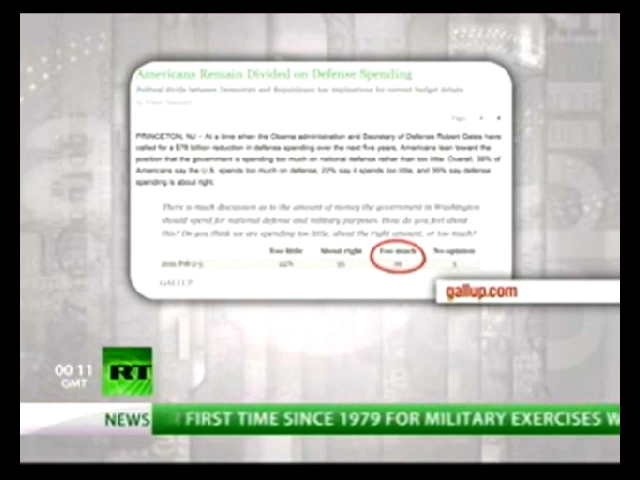 Americans Remain Divided on Defense Spending
Political divide between Democrats and Republicans has implications for current budget debate
by
Page:
PRINCETON, NJ -- At a time when the Obama administration and Secretary of Defense Robert Gates have
called for a $78 billion reduction in defense spending over the next five years, Americans lean toward the
position that the government is spending too much on national defense rather than too little. Overall, 39% of
Americans say the U.S. spends too much on defense, 22% say it spends too little, and 35% say defense
spending is about right.
There is much discussion as to the amount of money the government in Washington
should spend for national defense and military purposes. How do you feel about
this? Do you think we are spending too little, about the right amount, or too much?
Too little About right Too much No opinion
GALLUP
gallup.com
00:11
GMT
RT
NEWS FIRST TIME SINCE 1979 FOR MILITARY EXERCISES W